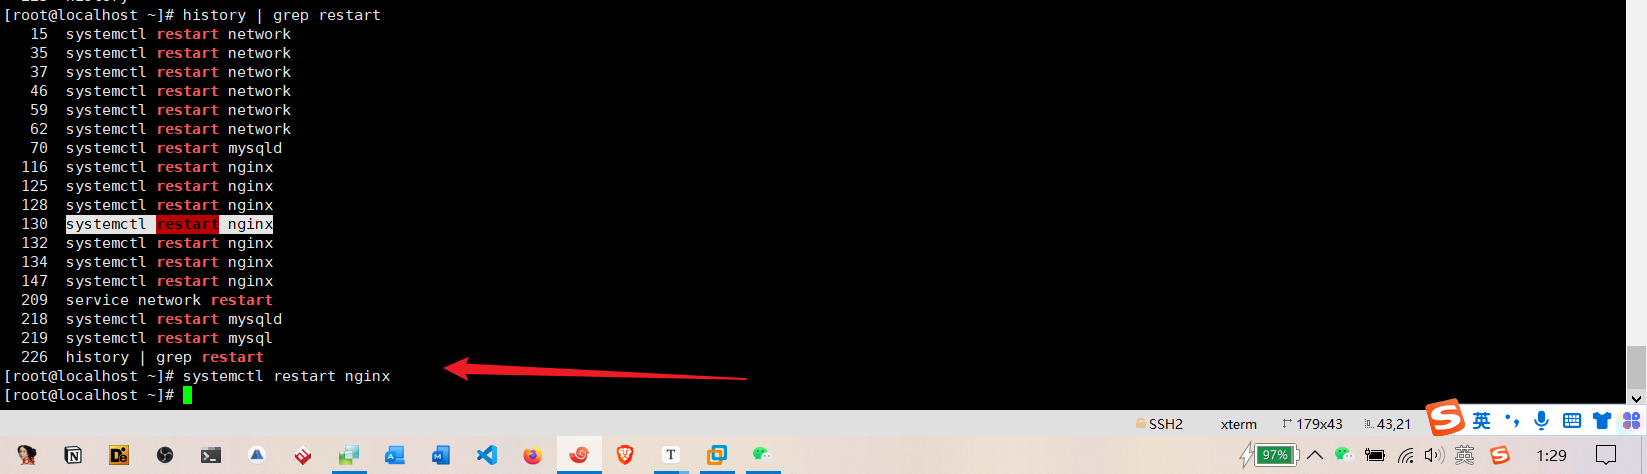 [root@localhost ~]# history | grep restart
15 systemctl restart network
35 systemctl restart network
37 systemctl restart network
46 systemctl restart network
59 systemctl restart network
62 systemctl restart network
70 systemctl restart mysqld
116 systemctl restart nginx
125 systemctl restart nginx
128 systemctl restart nginx
130 systemctl restart nginx
132 systemctl restart nginx
134 systemctl restart nginx
147 systemctl restart nginx
209 service network restart
218 systemctl restart mysqld
219 systemctl restart mysql
226 history | grep restart
[root@localhost ~]# systemctl restart nginx
[root@localhost ~]#
SSH2 xterm 179x43 43,21 英
97% 英 1:29